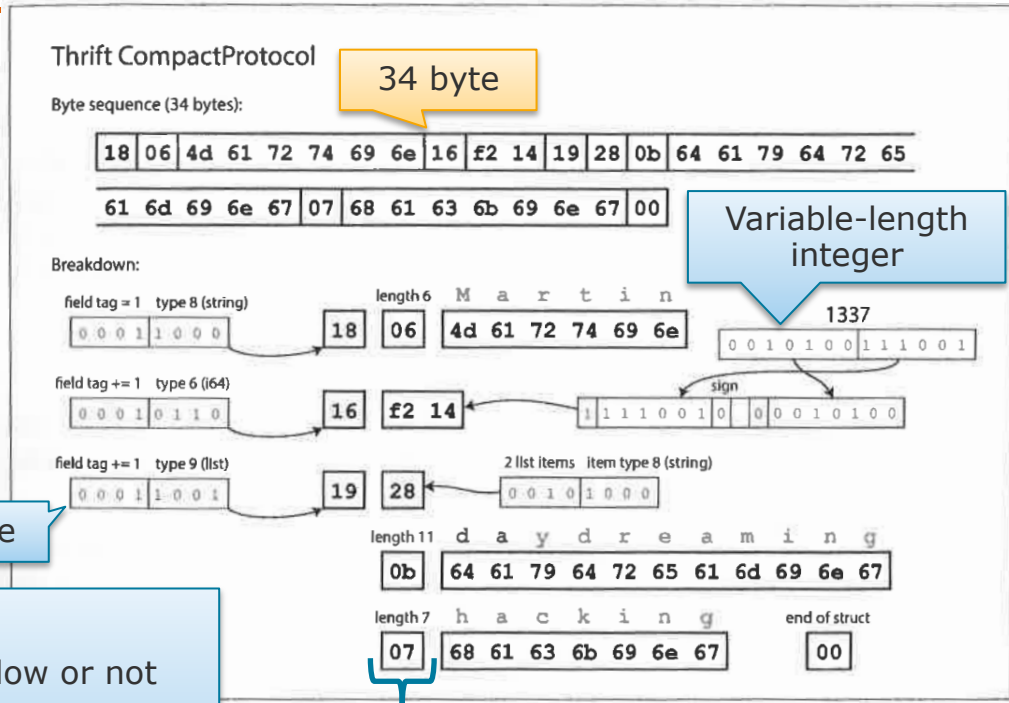 Thrift CompactProtocol
34 byte
Byte sequence (34 bytes):
18 06 4d 61 72 74 69 6e 16 f2 14 19 28 0b 64 61 79 64 72 65
61 6d 69 6e 67 07 68 61 63 6b 69 6e 67 00
Variable-length
integer
Breakdown:
field tag = 1 type 8 (string)
0 0 0 1 1 0 0 0
18
length 6
06
M a r t i n
4d 61 72 74 69 6e
1337
0 0 1 0 1 0 0 1 1 1 0 0 1
field tag += 1 type 6 (i64)
0 0 0 1 0 1 1 0
16
f2 14
sign
1 1 1 1 0 0 1 0 0 0 0 1 0 1 0 0
field tag += 1 type 9 (list)
0 0 0 1 1 0 0 1
19
28
2 list items item type 8 (string)
0 0 1 0 1 0 0 0
e
length 11
0b
d a y d r e a m i n g
64 61 79 64 72 65 61 6d 69 6e 67
low or not
length 7
07
h a c k i n g
68 61 63 6b 69 6e 67
end of struct
00